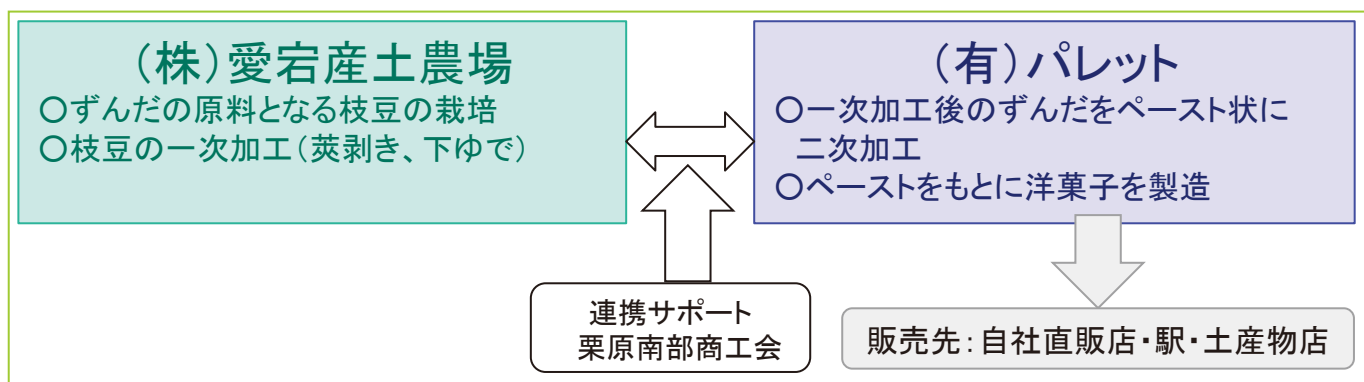 （株）愛宕産土農場
○ずんだの原料となる枝豆の栽培
○枝豆の一次加工（莢剥き、下ゆで）
（有）パレット
○一次加工後のずんだをペースト状に
二次加工
○ペーストをもとに洋菓子を製造
連携サポート
栗原南部商工会
販売先：自社直販店・駅・土産物店